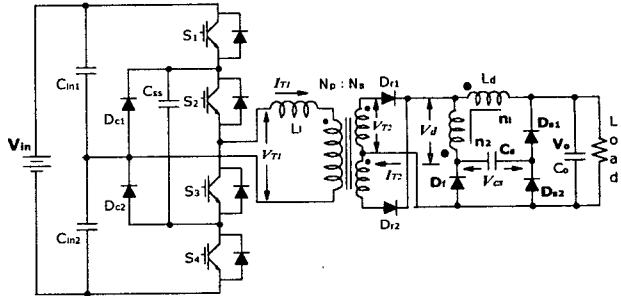 S1
Cin1
Css
S2
IT1
NP : NS
Dr1
Ld
L
o
a
d
Dc1
Ll
VT2
Vd
n1
n2
Ds1
Vin
VT1
Cs
Vo
Co
IT2
VCS
Dc2
S3
Df
Ds2
Cin2
S4
Dr2